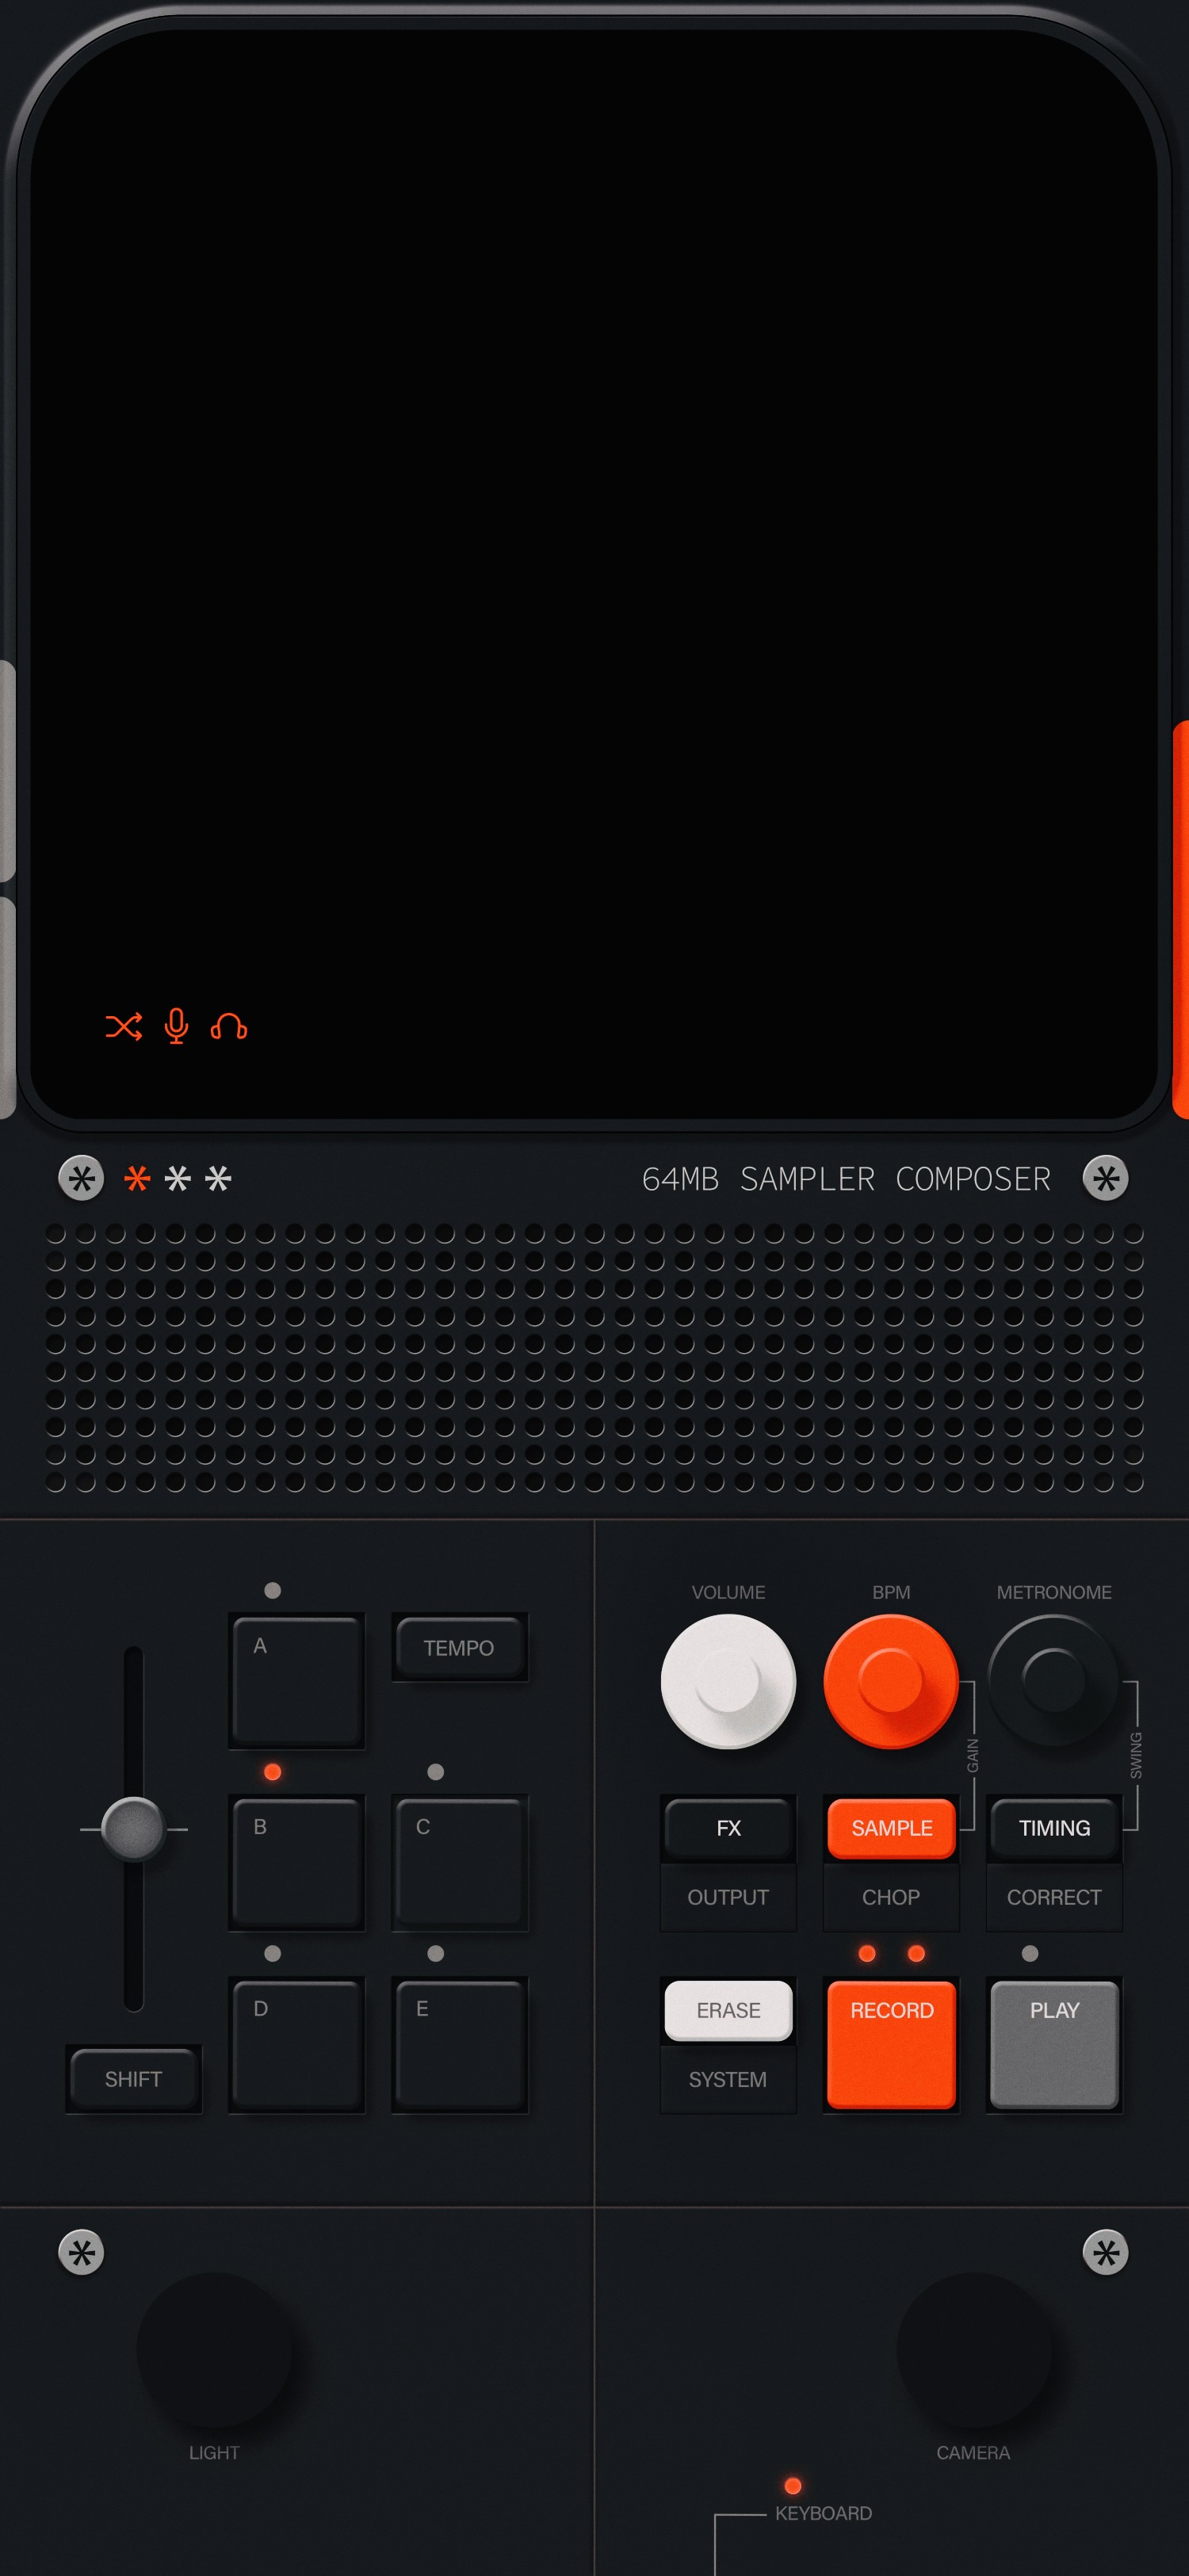 64MB SAMPLER COMPOSER
A
TEMPO
B
C
D
E
SHIFT
VOLUME
BPM
METRONOME
GAIN
SWING
FX
SAMPLE
TIMING
OUTPUT
CHOP
CORRECT
ERASE
RECORD
PLAY
SYSTEM
LIGHT
CAMERA
KEYBOARD